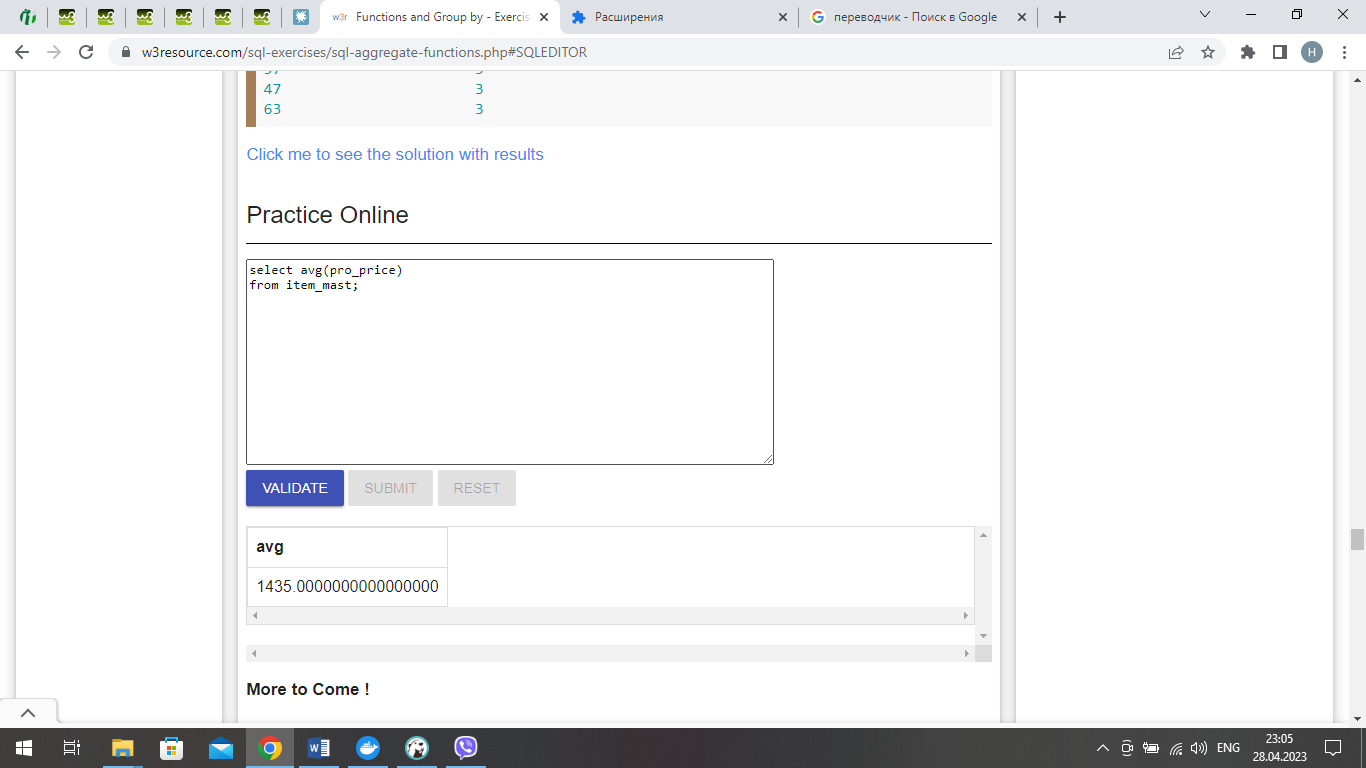 w3r Functions and Group by - Exercis
Расширения
переводчик - Поиск в Google
w3resource.com/sql-exercises/sql-aggregate-functions.php#SQLEDITOR
Н
47 3
63 3
Click me to see the solution with results
Practice Online
select avg(pro_price)
from item_mast;
VALIDATE SUBMIT RESET
avg
1435.0000000000000000
More to Come !
ENG
23:05
28.04.2023